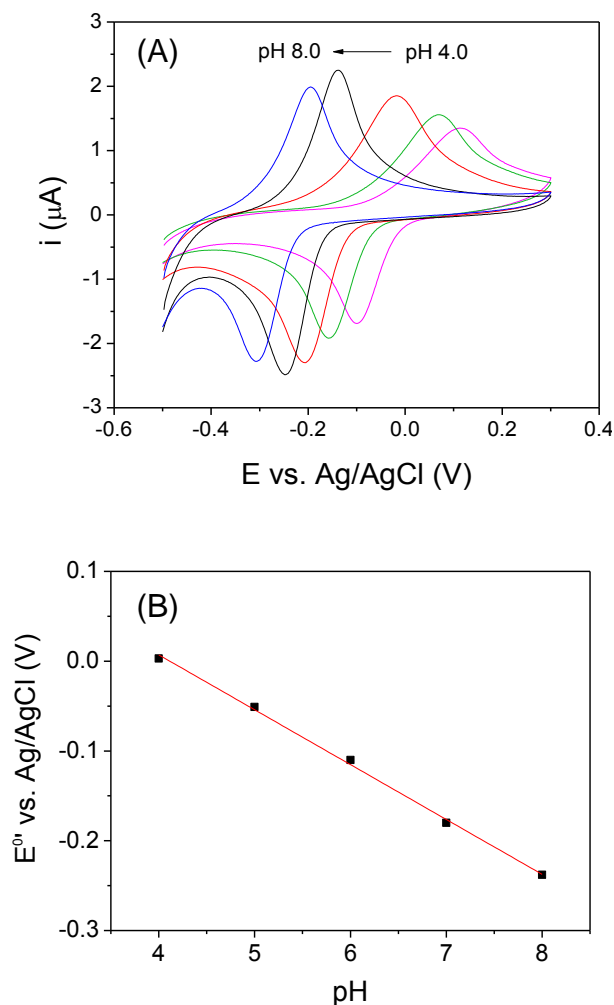 (A)
pH 8.0 pH 4.0
3
2
1
0
-1
-2
-3
i (μA)
-0.6 -0.4 -0.2 0.0 0.2 0.4
E vs. Ag/AgCl (V)
(B)
0.1
0.0
-0.1
-0.2
-0.3
E0' vs. Ag/AgCl (V)
4 5 6 7 8
pH